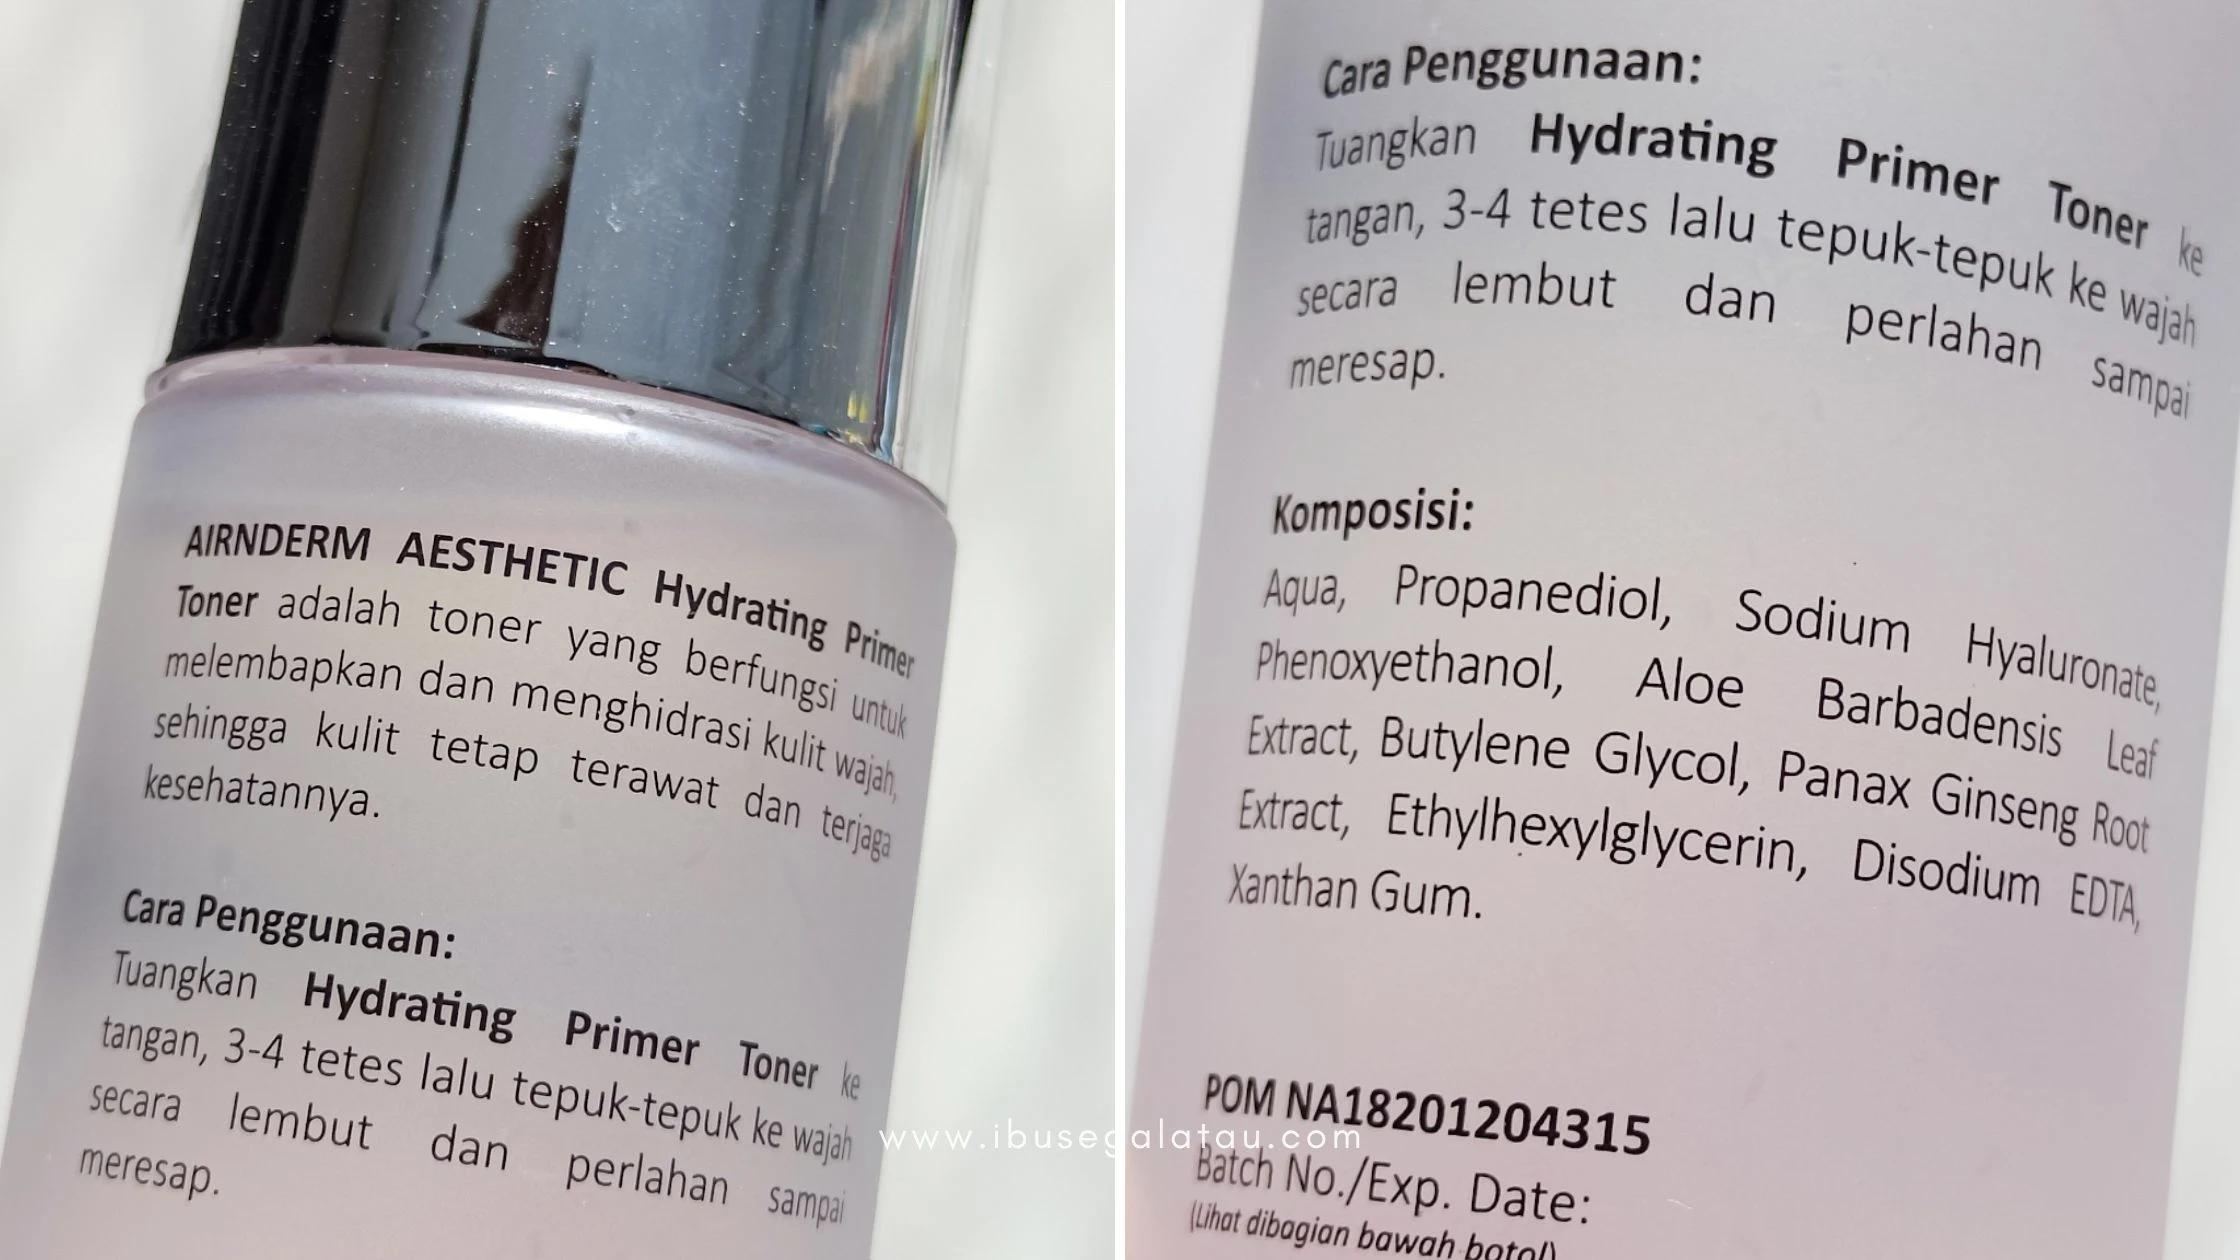 AIRNDERM AESTHETIC Hydrating Primer
Toner adalah toner yang berfungsi untuk
melembapkan dan menghidrasi kulit wajah,
sehingga kulit tetap terawat dan terjaga
kesehatannya.
Cara Penggunaan:
Tuangkan Hydrating Primer Toner ke
tangan, 3-4 tetes lalu tepuk-tepuk ke wajah
secara lembut dan perlahan sampai
meresap.
Cara Penggunaan:
Tuangkan Hydrating Primer Toner ke
tangan, 3-4 tetes lalu tepuk-tepuk ke wajah
secara lembut dan perlahan sampai
meresap.
Komposisi:
Aqua, Propanediol, Sodium Hyaluronate,
Phenoxyethanol, Aloe Barbadensis Leaf
Extract, Butylene Glycol, Panax Ginseng Root
Extract, Ethylhexylglycerin, Disodium EDTA,
Xanthan Gum.
POM NA18201204315
Batch No./Exp. Date:
(Lihat dibagian bawah botol)
www.ibusegalatau.com